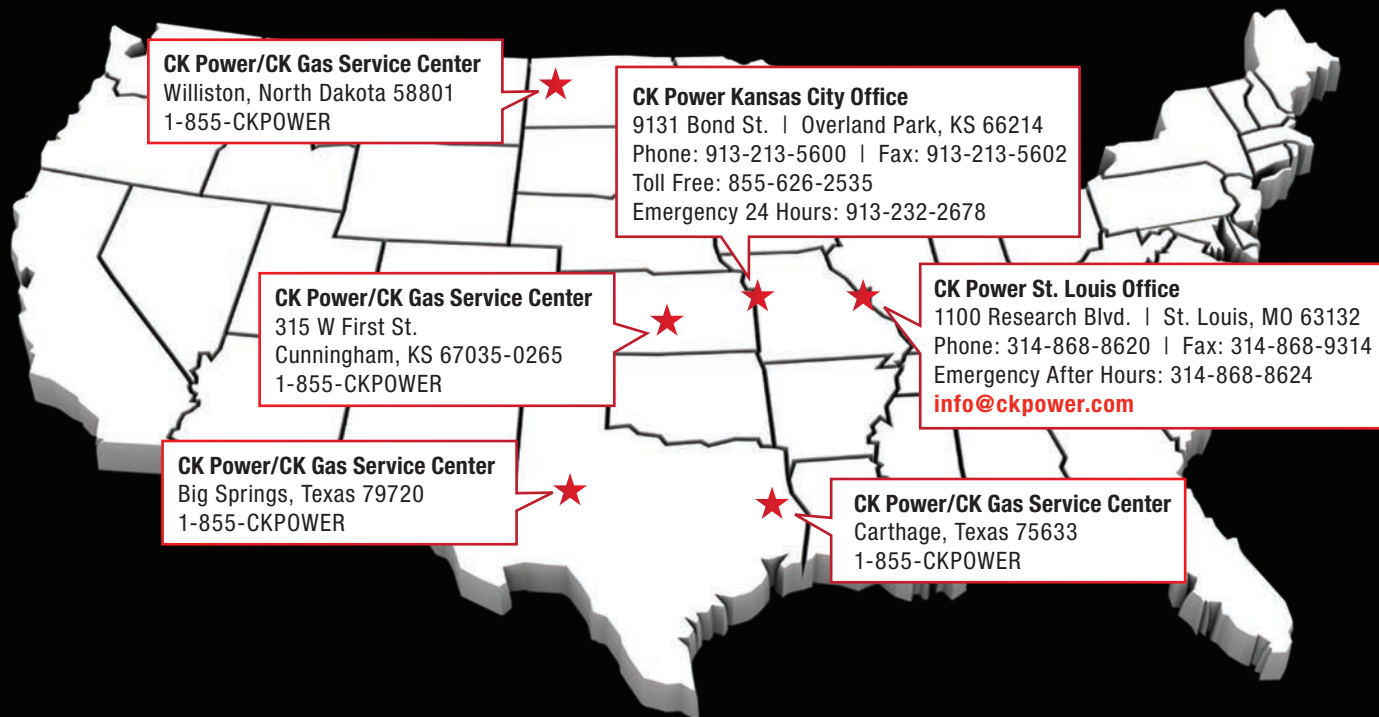 CK Power/CK Gas Service Center
Williston, North Dakota 58801
1-855-CKPOWER
CK Power Kansas City Office
9131 Bond St. | Overland Park, KS 66214
Phone: 913-213-5600 | Fax: 913-213-5602
Toll Free: 855-626-2535
Emergency 24 Hours: 913-232-2678
CK Power/CK Gas Service Center
315 W First St.
Cunningham, KS 67035-0265
1-855-CKPOWER
CK Power St. Louis Office
1100 Research Blvd. | St. Louis, MO 63132
Phone: 314-868-8620 | Fax: 314-868-9314
Emergency After Hours: 314-868-8624
info@ckpower.com
CK Power/CK Gas Service Center
Big Springs, Texas 79720
1-855-CKPOWER
CK Power/CK Gas Service Center
Carthage, Texas 75633
1-855-CKPOWER